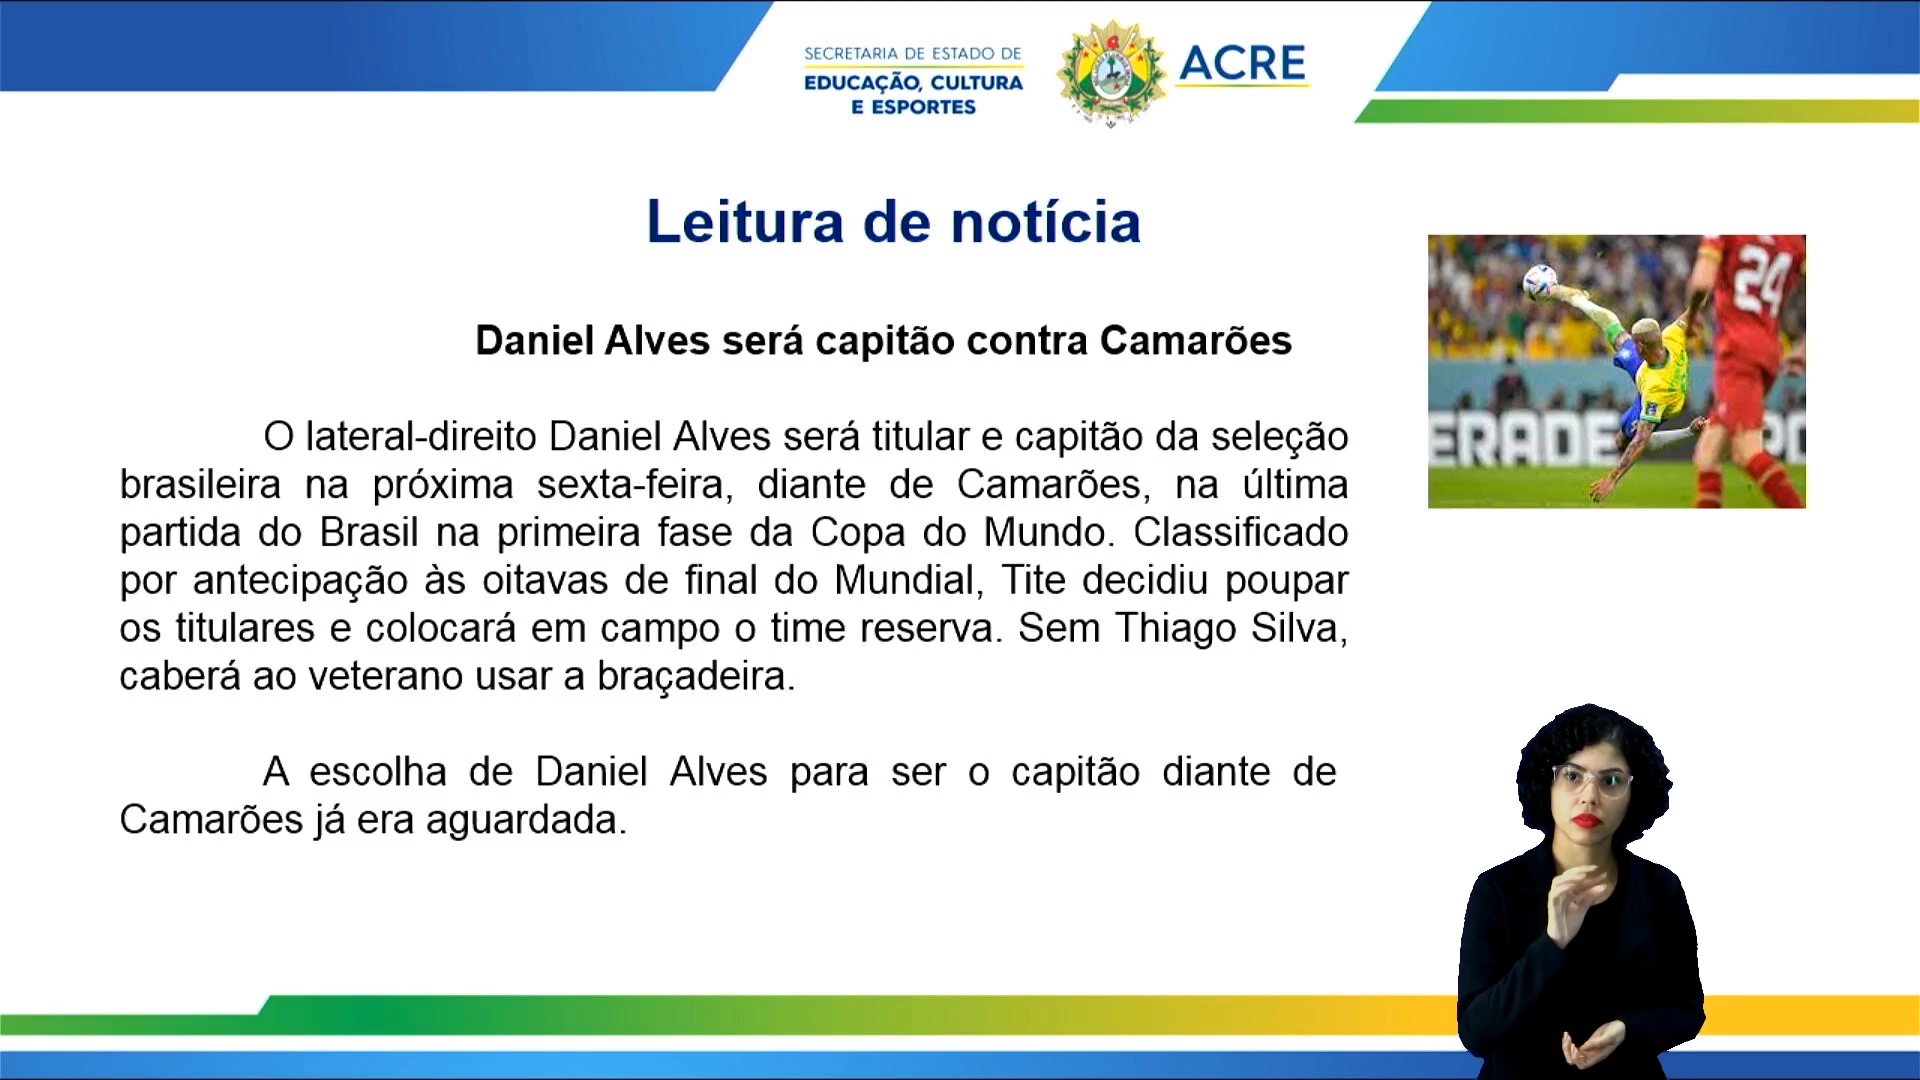 SECRETARIA DE ESTADO DE
EDUCAÇÃO, CULTURA
E ESPORTES
ACRE
Leitura de notícia
Daniel Alves será capitão contra Camarões
O lateral-direito Daniel Alves será titular e capitão da seleção
brasileira na próxima sexta-feira, diante de Camarões, na última
partida do Brasil na primeira fase da Copa do Mundo. Classificado
por antecipação às oitavas de final do Mundial, Tite decidiu poupar
os titulares e colocará em campo o time reserva. Sem Thiago Silva,
caberá ao veterano usar a braçadeira.
A escolha de Daniel Alves para ser o capitão diante de
Camarões já era aguardada.
24
ERADE